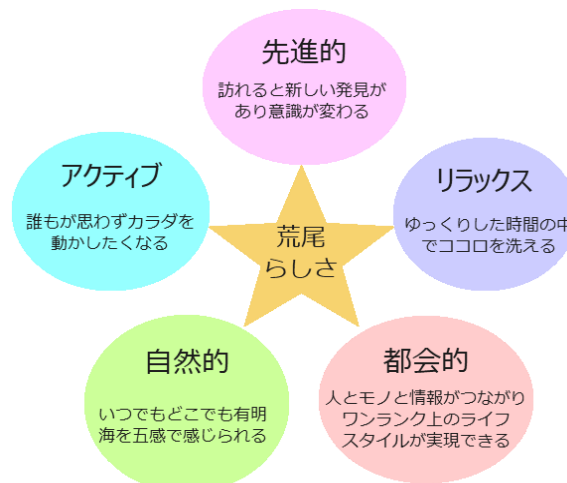 先進的
訪れると新しい発見が
あり意識が変わる
アクティブ
誰もが思わずカラダを
動かしたくなる
リラックス
ゆっくりした時間の中
でココロを洗える
荒尾
らしさ
自然的
いつでもどこでも有明
海を五感で感じられる
都会的
人とモノと情報がつながり
ワンランク上のライフ
スタイルが実現できる